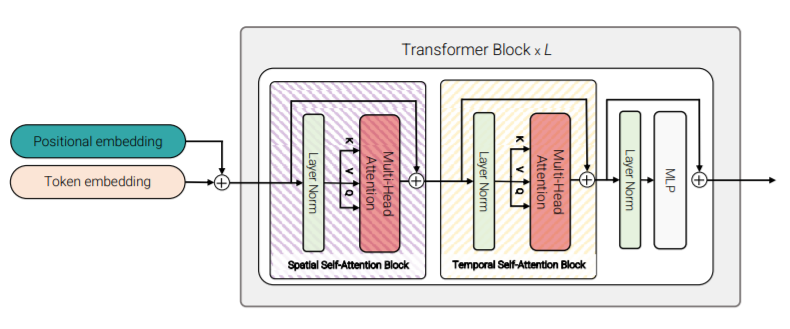 Transformer Block x L
Positional embedding
Token embedding
Layer Norm
K
V
Q
Multi-Head
Attention
Spatial Self-Attention Block
Layer Norm
K
V
Q
Multi-Head
Attention
Temporal Self-Attention Block
Layer Norm
MLP